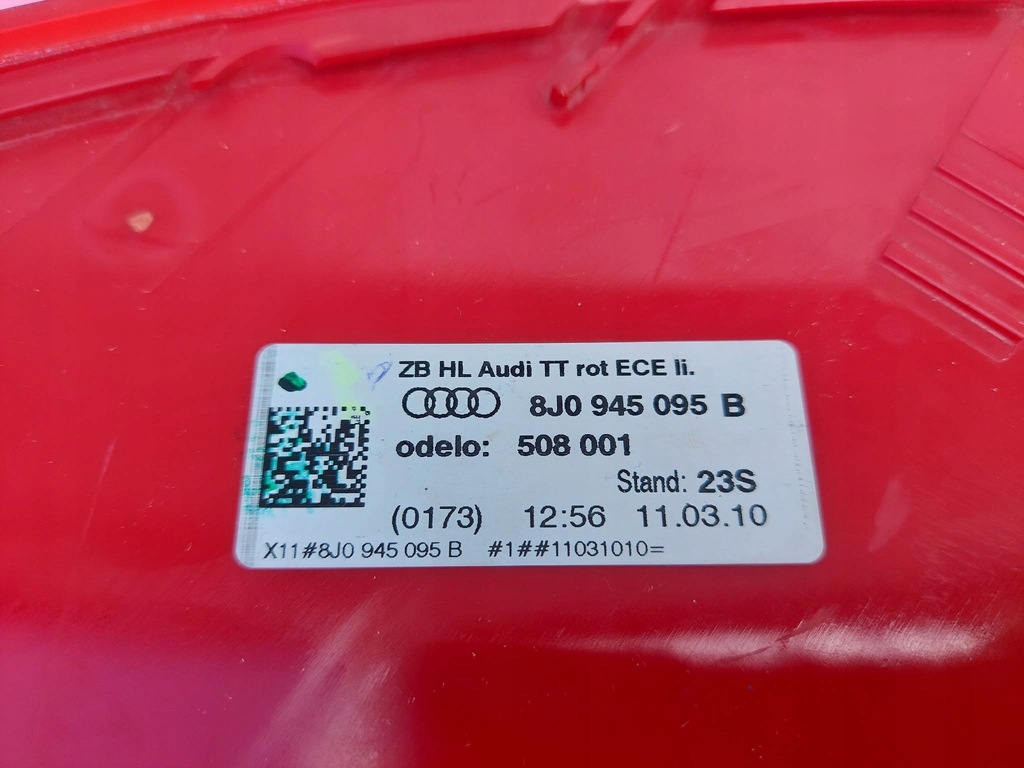 ZB HL Audi TT rot ECE li.
8J0 945 095 B
odelo: 508 001
Stand: 23S
(0173) 12:56 11.03.10
X11#8J0 945 095 B #1##11031010=